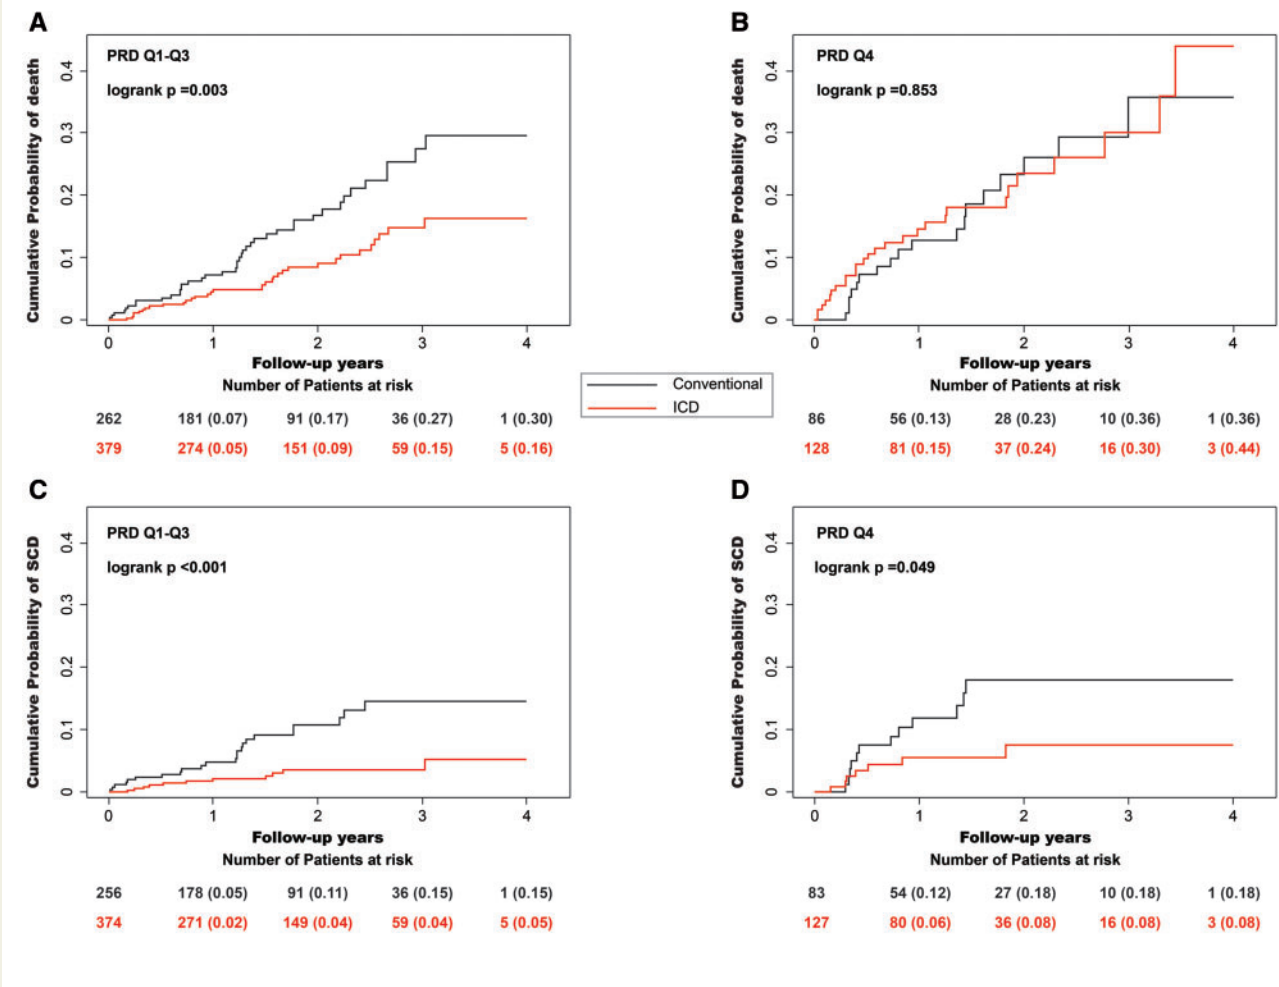 A
PRD Q1-Q3
logrank p =0.003
Cumulative Probability of death
0.4
0.3
0.2
0.1
0
0 1 2 3 4
Follow-up years
Number of Patients at risk
262 181 (0.07) 91 (0.17) 36 (0.27) 1 (0.30)
379 274 (0.05) 151 (0.09) 59 (0.15) 5 (0.16)
B
PRD Q4
logrank p =0.853
Cumulative Probability of death
0.4
0.3
0.2
0.1
0
0 1 2 3 4
Follow-up years
Number of Patients at risk
86 56 (0.13) 28 (0.23) 10 (0.36) 1 (0.36)
128 81 (0.15) 37 (0.24) 16 (0.30) 3 (0.44)
Conventional
ICD
C
PRD Q1-Q3
logrank p <0.001
Cumulative Probability of SCD
0.4
0.3
0.2
0.1
0
0 1 2 3 4
Follow-up years
Number of Patients at risk
256 178 (0.05) 91 (0.11) 36 (0.15) 1 (0.15)
374 271 (0.02) 149 (0.04) 59 (0.04) 5 (0.05)
D
PRD Q4
logrank p =0.049
Cumulative Probability of SCD
0.4
0.3
0.2
0.1
0
0 1 2 3 4
Follow-up years
Number of Patients at risk
83 54 (0.12) 27 (0.18) 10 (0.18) 1 (0.18)
127 80 (0.06) 36 (0.08) 16 (0.08) 3 (0.08)